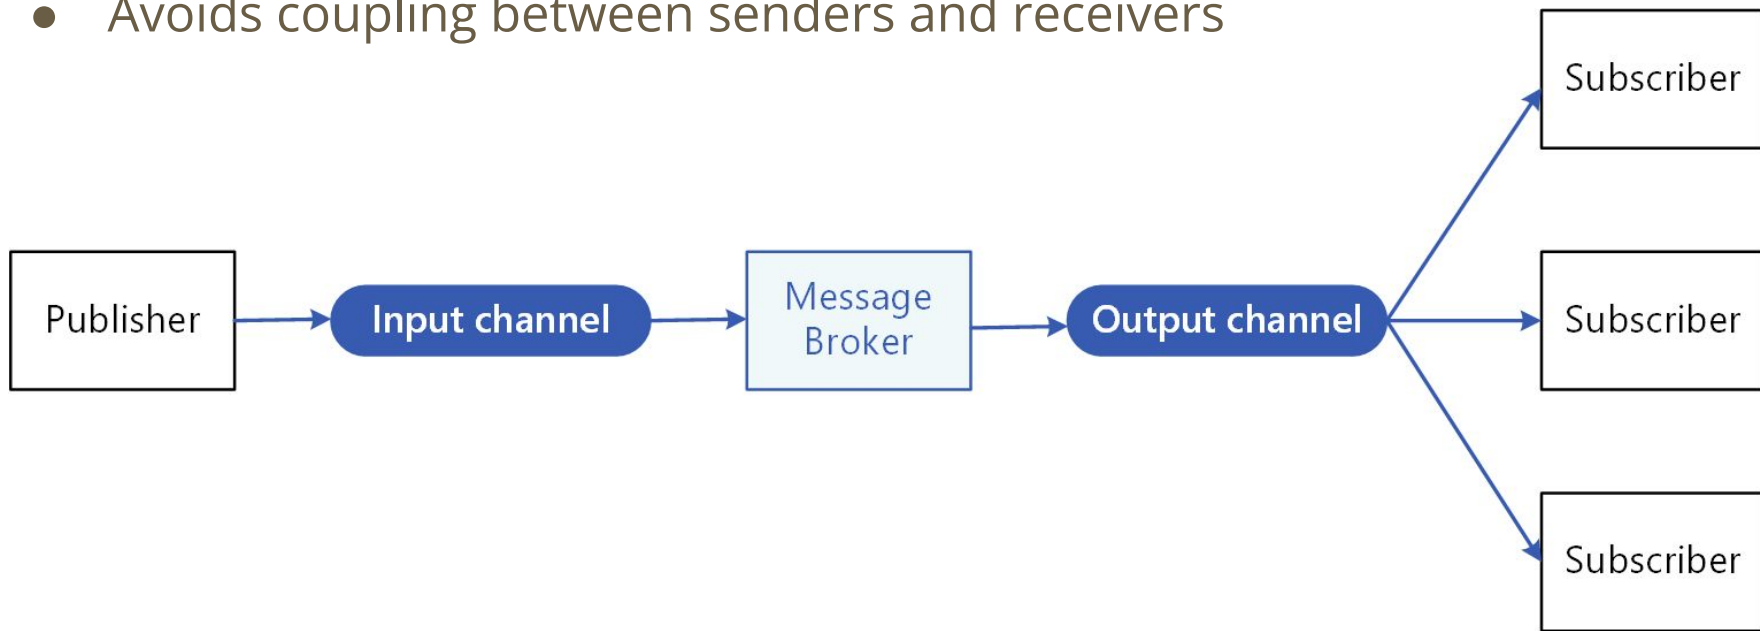 ● Avoids coupling between senders and receivers
Subscriber
Publisher
Input channel
Message
Broker
Output channel
Subscriber
Subscriber